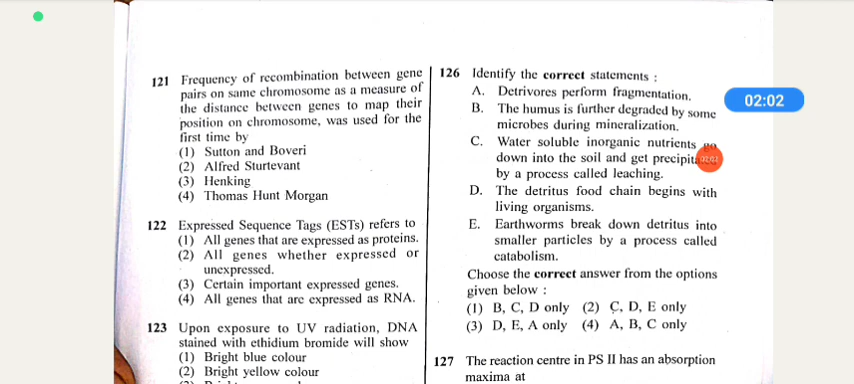 121 Frequency of recombination between gene
pairs on same chromosome as a measure of
the distance between genes to map their
position on chromosome, was used for the
first time by
(1) Sutton and Boveri
(2) Alfred Sturtevant
(3) Henking
(4) Thomas Hunt Morgan
122 Expressed Sequence Tags (ESTs) refers to
(1) All genes that are expressed as proteins.
(2) All genes whether expressed or
unexpressed.
(3) Certain important expressed genes.
(4) All genes that are expressed as RNA.
123 Upon exposure to UV radiation, DNA
stained with ethidium bromide will show
(1) Bright blue colour
(2) Bright yellow colour
126 Identify the correct statements :
A. Detrivores perform fragmentation.
B. The humus is further degraded by some
microbes during mineralization.
C. Water soluble inorganic nutrients
down into the soil and get
by a process called leaching.
D. The detritus food chain begins with
living organisms.
E. Earthworms break down detritus into
smaller particles by a process called
catabolism.
Choose the correct answer from the options
given below :
(1) B, C, D only (2) C, D, E only
(3) D, E, A only (4) A, B, C only
127 The reaction centre in PS II has an absorption
maxima at
02:02